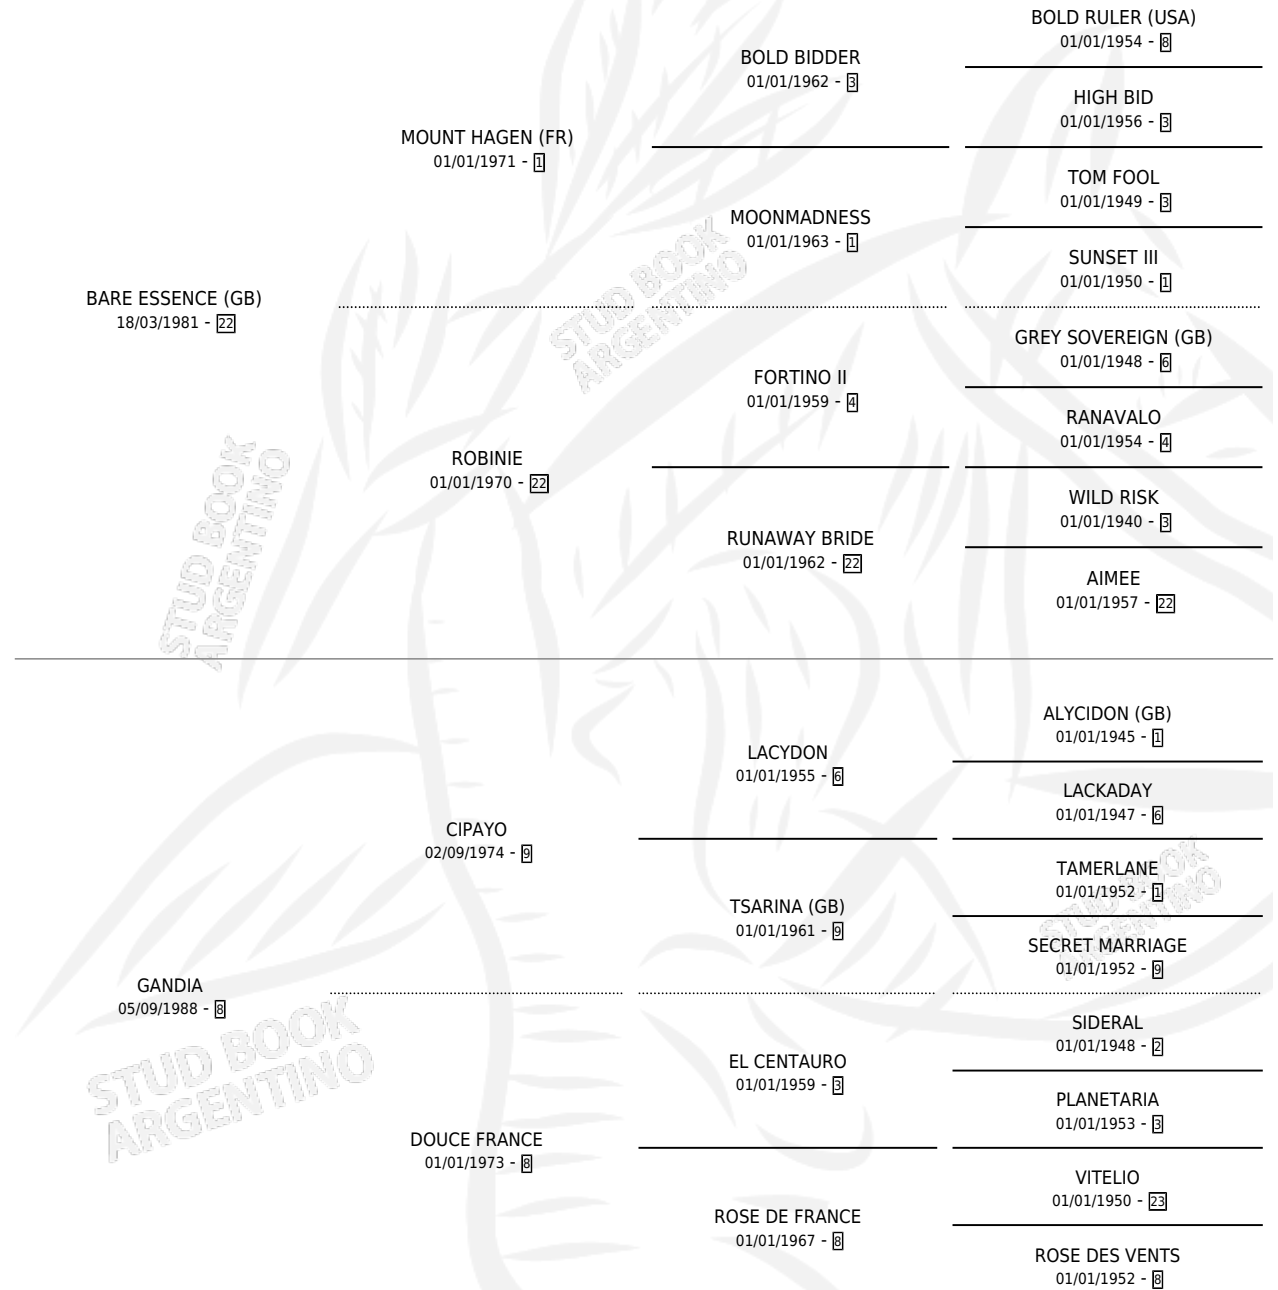 BOLD RULER (USA)
01/01/1954 - 8
BOLD BIDDER
01/01/1962 - 3
HIGH BID
01/01/1956 - 3
MOUNT HAGEN (FR)
01/01/1971 - 1
TOM FOOL
01/01/1949 - 3
MOONMADNESS
01/01/1963 - 1
SUNSET III
01/01/1950 - 1
BARE ESSENCE (GB)
18/03/1981 - 22
GREY SOVEREIGN (GB)
01/01/1948 - 6
FORTINO II
01/01/1959 - 4
RANAVALO
01/01/1954 - 4
ROBINIE
01/01/1970 - 22
WILD RISK
01/01/1940 - 3
RUNAWAY BRIDE
01/01/1962 - 22
AIMEE
01/01/1957 - 22
STUD BOOK
ARGENTINO
STUD BOOK
ARGENTINO
ALYCIDON (GB)
01/01/1945 - 1
LACYDON
01/01/1955 - 6
LACKADAY
01/01/1947 - 6
CIPAYO
02/09/1974 - 9
TAMERLANE
01/01/1952 - 1
TSARINA (GB)
01/01/1961 - 9
SECRET MARRIAGE
01/01/1952 - 9
GANDIA
05/09/1988 - 8
SIDERAL
01/01/1948 - 2
EL CENTAURO
01/01/1959 - 3
PLANETARIA
01/01/1953 - 3
DOUCE FRANCE
01/01/1973 - 8
VITELIO
01/01/1950 - 23
ROSE DE FRANCE
01/01/1967 - 8
ROSE DES VENTS
01/01/1952 - 8
STUD BOOK
ARGENTINO
STUD BOOK
ARGENTINO